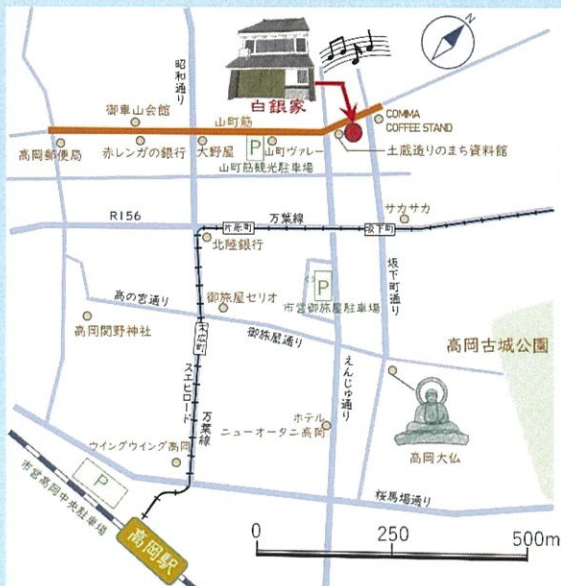 昭和通り
白銀家
御車山会館
山町筋
COMMA
COFFEE STAND
高岡郵便局
赤レンガの銀行
大野屋
P
山町ヴァレー
土蔵造りのまち資料館
山町筋観光駐車場
サカサカ
R156
片原町
万葉線
坂下町
北陸銀行
坂下町通り
P
市営御旅屋駐車場
高の宮通り
御旅屋セリオ
高岡関野神社
末広町
御旅屋通り
高岡古城公園
スエヒロード
万葉線
えんじゅ通り
ホテル
ニューオータニ高岡
高岡大仏
ウイングウイング高岡
P
市営高岡中央駐車場
桜馬場通り
高岡駅
0 250 500m